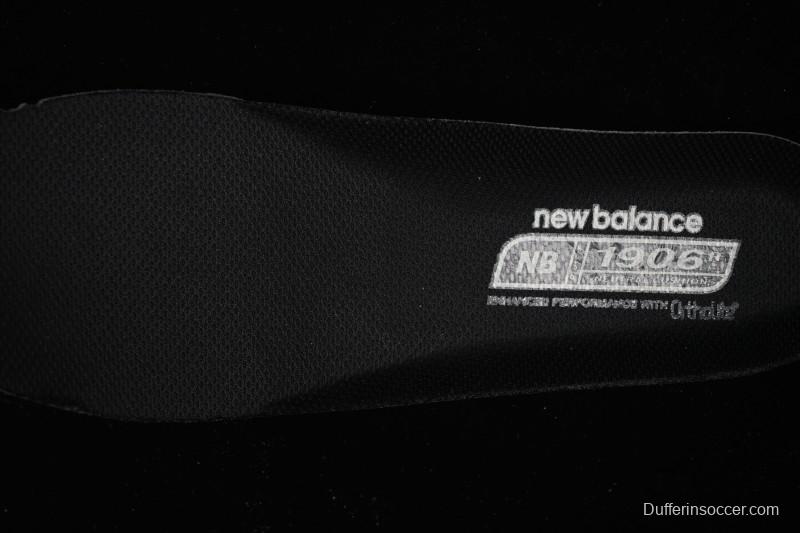 new balance
NB 1906
ENHANCED PERFORMANCE WITH OrthoLite
Dufferinsoccer.com